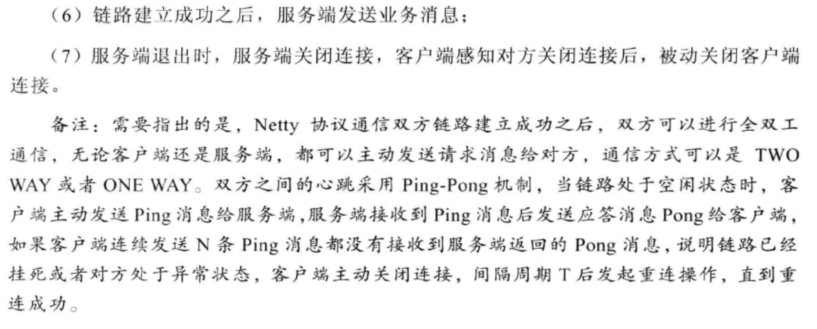 （6）链路建立成功之后，服务端发送业务消息；
（7）服务端退出时，服务端关闭连接，客户端感知对方关闭连接后，被动关闭客户端
连接。
备注：需要指出的是，Netty 协议通信双方链路建立成功之后，双方可以进行全双工
通信，无论客户端还是服务端，都可以主动发送请求消息给对方，通信方式可以是 TWO
WAY 或者 ONE WAY。双方之间的心跳采用 Ping-Pong 机制，当链路处于空闲状态时，客
户端主动发送 Ping 消息给服务端，服务端接收到 Ping 消息后发送应答消息 Pong 给客户端，
如果客户端连续发送 N 条 Ping 消息都没有接收到服务端返回的 Pong 消息，说明链路已经
挂死或者对方处于异常状态，客户端主动关闭连接，间隔周期 T 后发起重连操作，直到重
连成功。